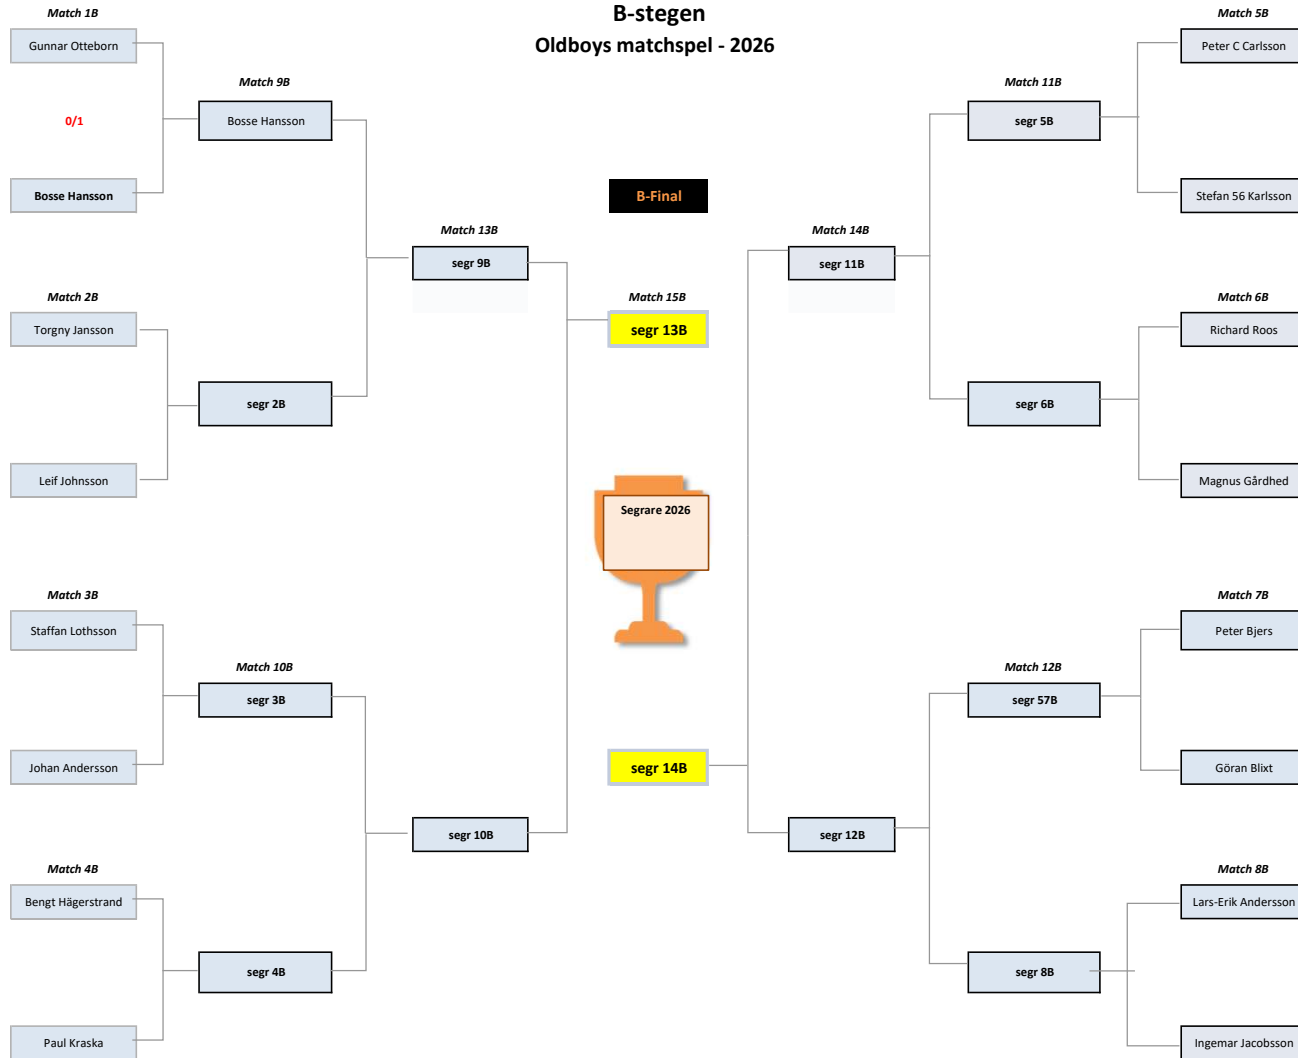 B-stegen
Oldboys matchspel - 2026
Match 1B
Gunnar Otteborn
0/1
Bosse Hansson
Match 9B
Bosse Hansson
Match 2B
Torgny Jansson
Leif Johnsson
segr 2B
Match 13B
segr 9B
Match 3B
Staffan Lothsson
Johan Andersson
Match 10B
segr 3B
Match 4B
Bengt Hägerstrand
Paul Kraska
segr 4B
segr 10B
B-Final
Match 15B
segr 13B
Segrare 2026
segr 14B
Match 14B
segr 11B
segr 12B
Match 11B
segr 5B
segr 6B
Match 12B
segr 57B
segr 8B
Match 5B
Peter C Carlsson
Stefan 56 Karlsson
Match 6B
Richard Roos
Magnus Gårdhed
Match 7B
Peter Bjers
Göran Blixt
Match 8B
Lars-Erik Andersson
Ingemar Jacobsson